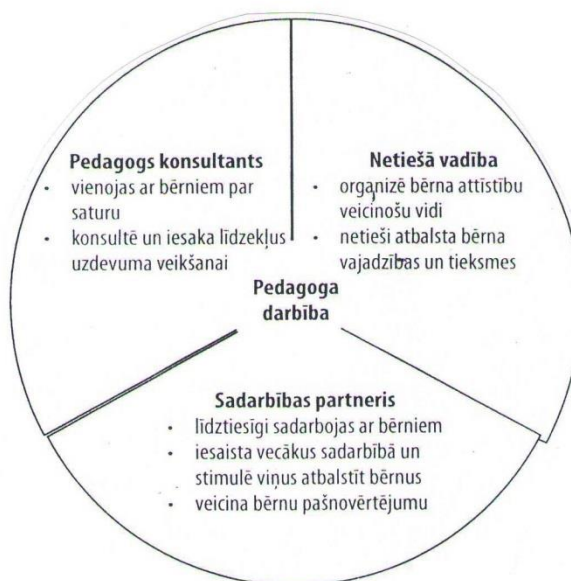 Pedagogs konsultants
• vienojas ar bērniem par
saturu
• konsultē un iesaka līdzekļus
uzdevuma veikšanai
Netiešā vadība
• organizē bērna attīstību
veicinošu vidi
• netieši atbalsta bērna
vajadzības un tieksmes
Pedagoga
darbība
Sadarbības partneris
• līdztiesīgi sadarbojas ar bērniem
• iesaista vecākus sadarbībā un
stimulē viņus atbalstīt bērnus
• veicina bērnu pašnovērtējumu